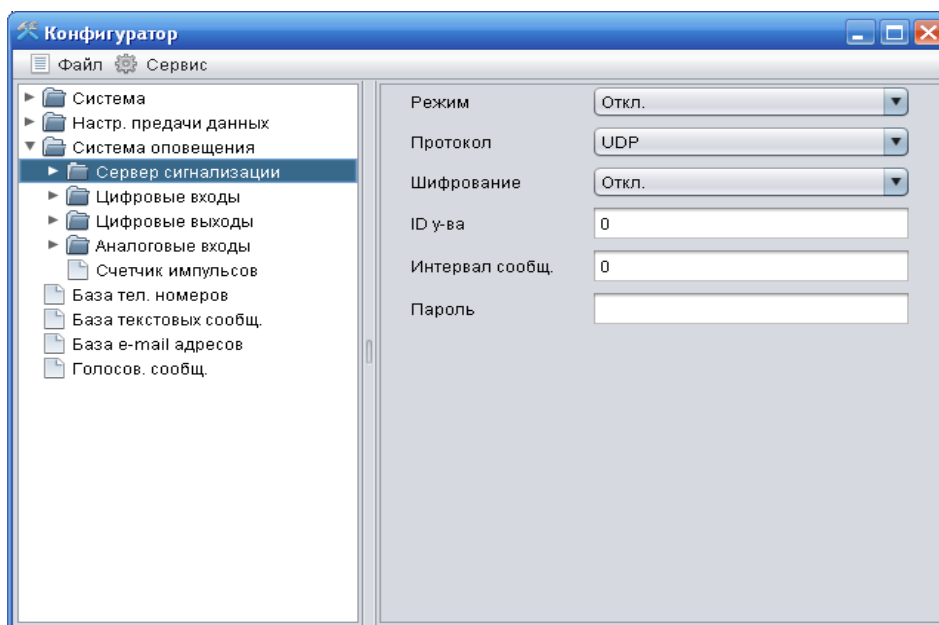 Конфигуратор
Файл Сервис
Система
Настр. предачи данных
Система оповещения
Сервер сигнализации
Цифровые входы
Цифровые выходы
Аналоговые входы
Счетчик импульсов
База тел. номеров
База текстовых сообщ.
База e-mail адресов
Голосов. сообщ.
Режим Откл.
Протокол UDP
Шифрование Откл.
ID у-ва 0
Интервал сообщ. 0
Пароль